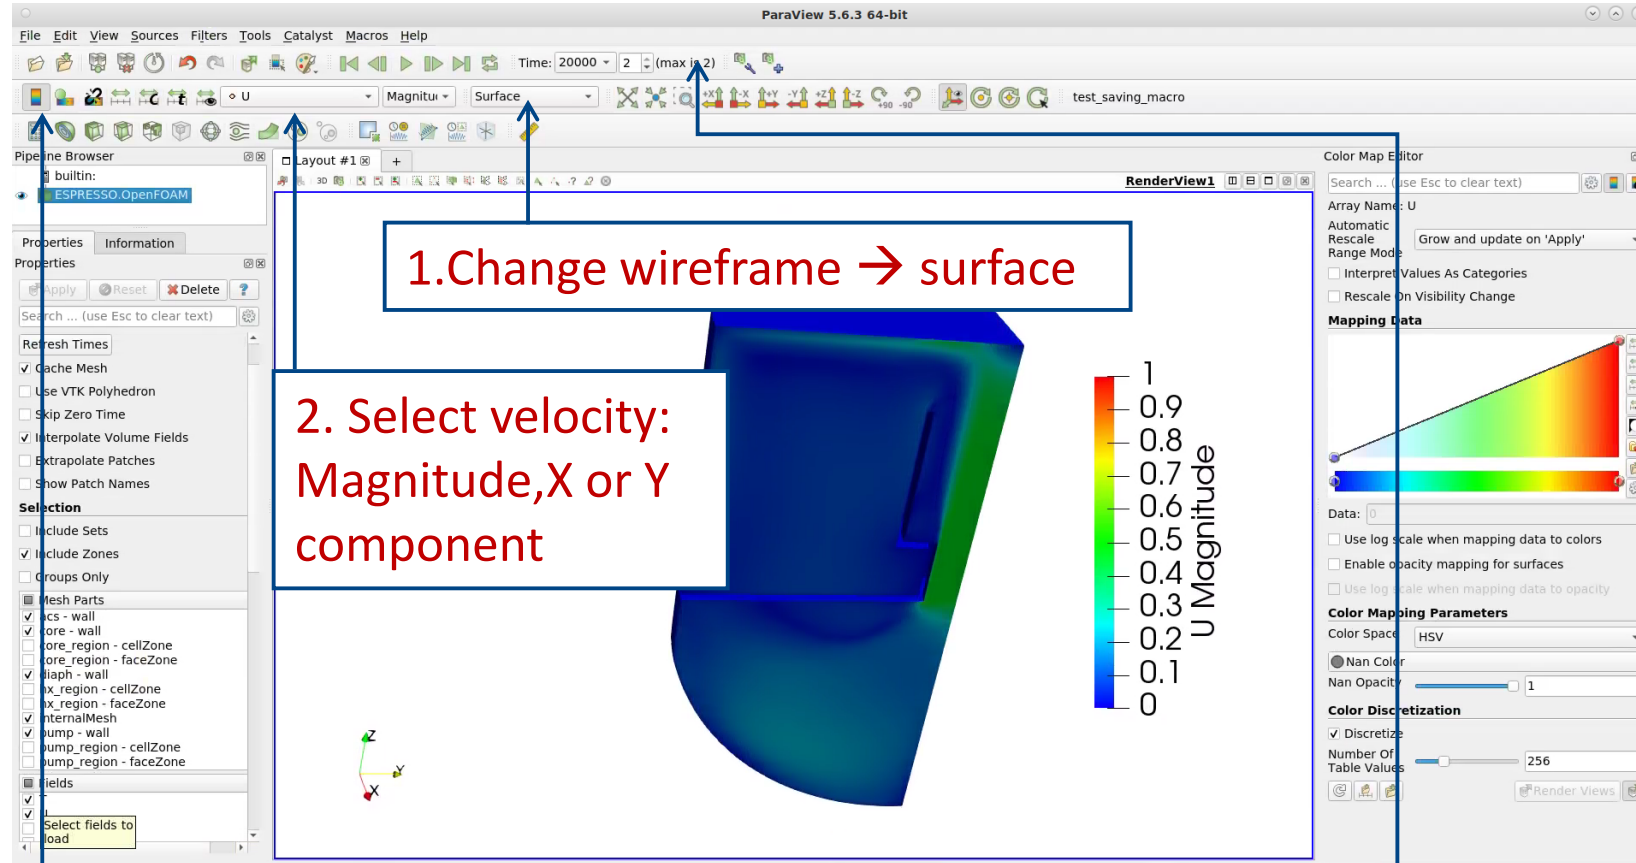 ParaView 5.6.3 64-bit
File Edit View Sources Filters Tools Catalyst Macros Help
Time: 20000 2 (max is 2)
U Magnitu Surface +X -X +Y -Y +Z -Z +90 -90 test_saving_macro
Pipeline Browser
builtin:
ESPRESSO.OpenFOAM
Properties Information
Properties
Apply Reset Delete ?
Search ... (use Esc to clear text)
Refresh Times
Cache Mesh
Use VTK Polyhedron
Skip Zero Time
Interpolate Volume Fields
Extrapolate Patches
Show Patch Names
Selection
Include Sets
Include Zones
Groups Only
Mesh Parts
acs - wall
core - wall
core_region - cellZone
core_region - faceZone
diaph - wall
hx_region - cellZone
hx_region - faceZone
internalMesh
pump - wall
pump_region - cellZone
pump_region - faceZone
Fields
T
U
Select fields to
load
Layout #1 +
3D
RenderView1
1.Change wireframe → surface
2. Select velocity:
Magnitude,X or Y
component
Z
Y
X
1
0.9
0.8
0.7
0.6
0.5
0.4
0.3
0.2
0.1
0
U Magnitude
Color Map Editor
Search ... (use Esc to clear text)
Array Name: U
Automatic
Rescale
Range Mode
Grow and update on 'Apply'
Interpret Values As Categories
Rescale On Visibility Change
Mapping Data
Data: 0
Use log scale when mapping data to colors
Enable opacity mapping for surfaces
Use log scale when mapping data to opacity
Color Mapping Parameters
Color Space HSV
Nan Color
Nan Opacity 1
Color Discretization
Discretize
Number Of
Table Values
256
Render Views